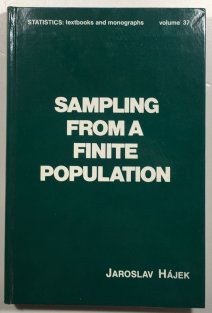 STATISTICS: textbooks and monographs volume 37
SAMPLING
FROM A
FINITE
POPULATION
JAROSLAV HÁJEK